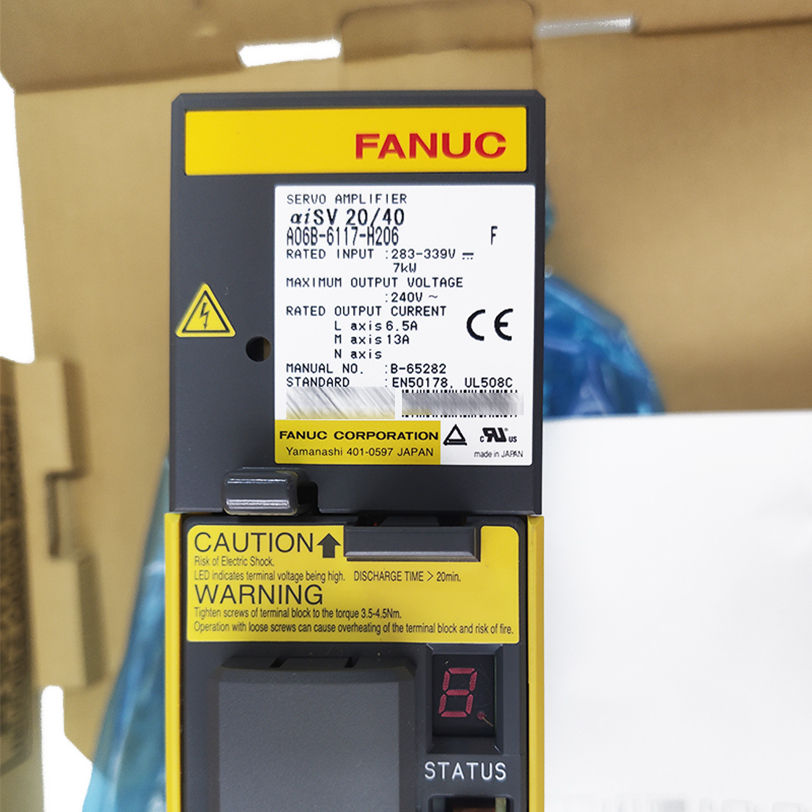 FANUC
SERVO AMPLIFIER
αiSV 20/40
A06B-6117-H206 F
RATED INPUT :283-339V ⎓
7kW
MAXIMUM OUTPUT VOLTAGE
:240V ~
RATED OUTPUT CURRENT
L axis 6.5A
M axis 13A
N axis
CE
MANUAL NO. :B-65282
STANDARD :EN50178, UL508C
FANUC CORPORATION
Yamanashi 401-0597 JAPAN
c RU US
made in JAPAN
CAUTION
Risk of Electric Shock.
LED indicates terminal voltage being high. DISCHARGE TIME > 20min.
WARNING
Tighten screws of terminal block to the torque 3.5-4.5Nm.
Operation with loose screws can cause overheating of the terminal block and risk of fire.
8.
STATUS